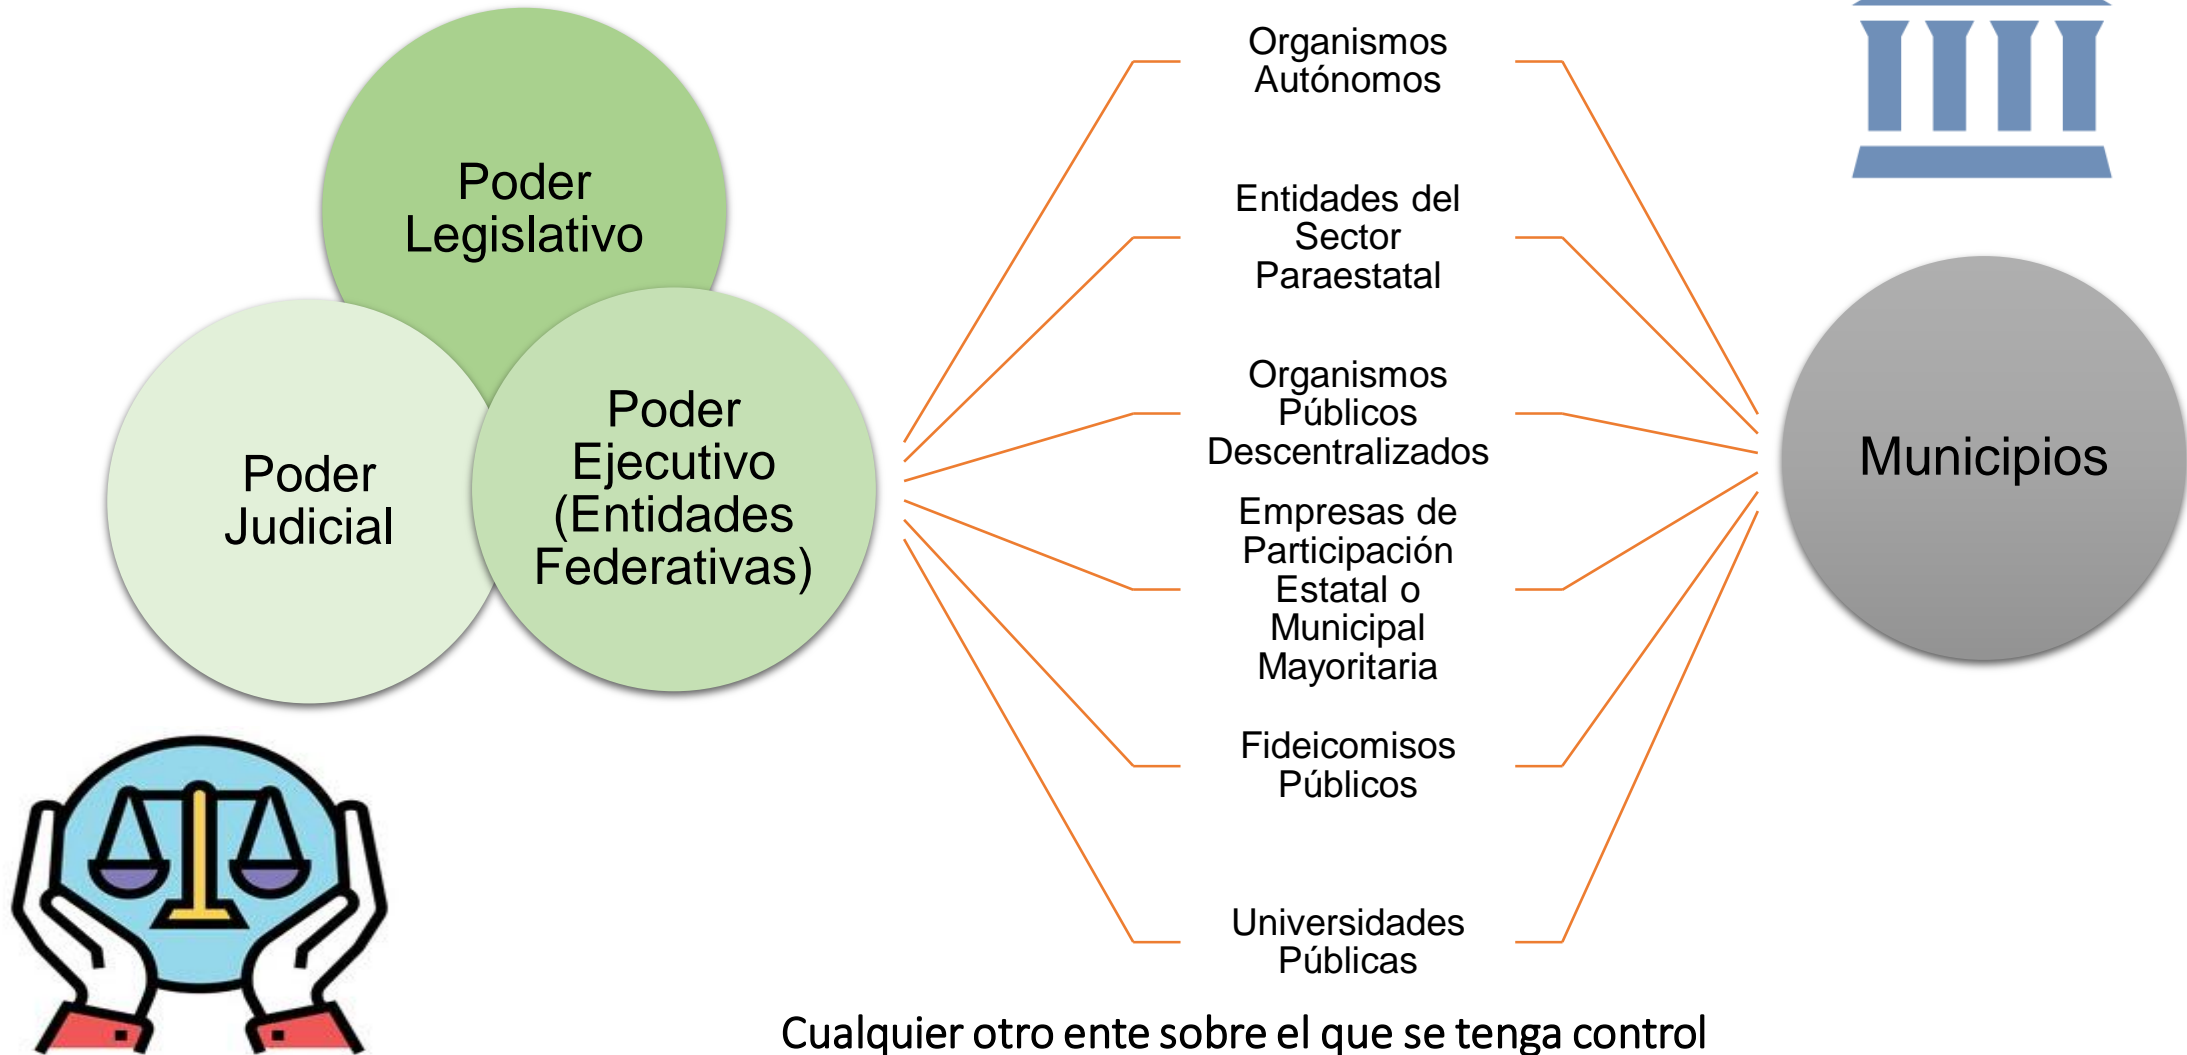 Poder
Legislativo
Poder
Judicial
Poder
Ejecutivo
(Entidades
Federativas)
Organismos
Autónomos
Entidades del
Sector
Paraestatal
Organismos
Públicos
Descentralizados
Empresas de
Participación
Estatal o
Municipal
Mayoritaria
Fideicomisos
Públicos
Universidades
Públicas
Municipios
Cualquier otro ente sobre el que se tenga control